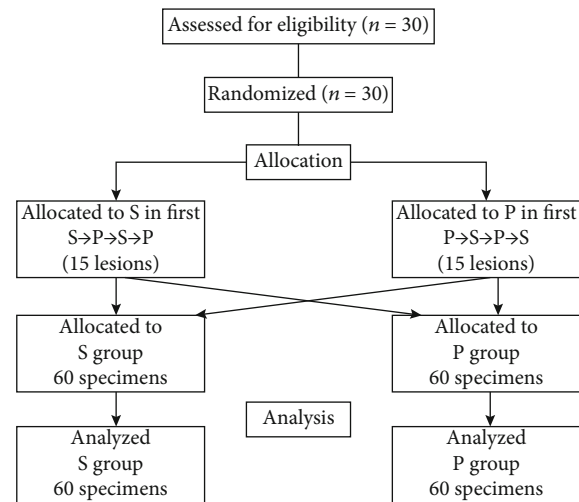 Assessed for eligibility (n = 30)
Randomized (n = 30)
Allocation
Allocated to S in first
S→P→S→P
(15 lesions)
Allocated to P in first
P→S→P→S
(15 lesions)
Allocated to
S group
60 specimens
Allocated to
P group
60 specimens
Analysis
Analyzed
S group
60 specimens
Analyzed
P group
60 specimens